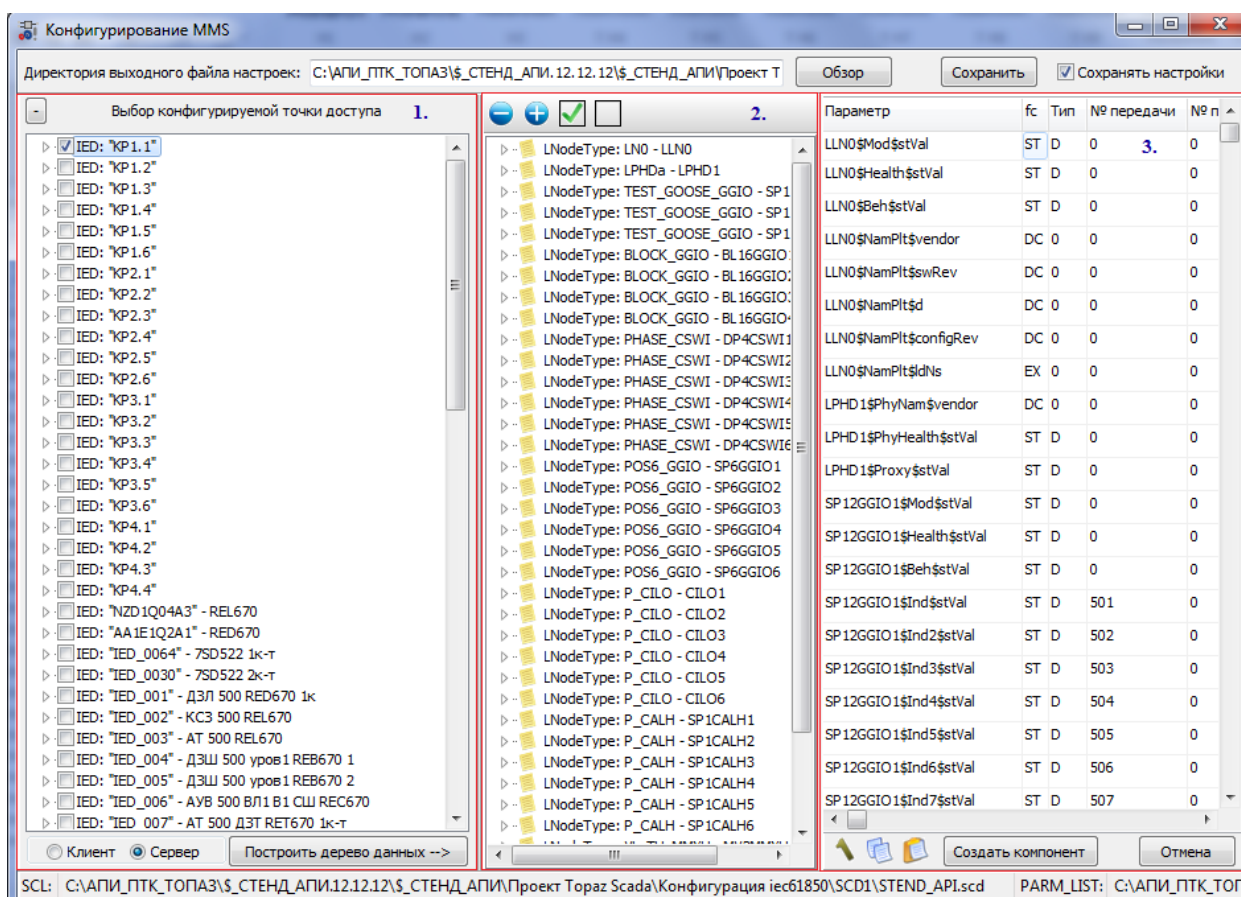 Конфигурирование MMS
Директория выходного файла настроек: C:\АПИ_ПТК_ТОПАЗ\$_СТЕНД_АПИ.12.12.12\$_СТЕНД_АПИ\Проект Т
Обзор
Сохранить
Сохранять настройки
- Выбор конфигурируемой точки доступа 1.
IED: "KP1.1"
IED: "KP1.2"
IED: "KP1.3"
IED: "KP1.4"
IED: "KP1.5"
IED: "KP1.6"
IED: "KP2.1"
IED: "KP2.2"
IED: "KP2.3"
IED: "KP2.4"
IED: "KP2.5"
IED: "KP2.6"
IED: "KP3.1"
IED: "KP3.2"
IED: "KP3.3"
IED: "KP3.4"
IED: "KP3.5"
IED: "KP3.6"
IED: "KP4.1"
IED: "KP4.2"
IED: "KP4.3"
IED: "KP4.4"
IED: "NZD1Q04A3" - REL670
IED: "AA1E1Q2A1" - RED670
IED: "IED_0064" - 7SD522 1к-т
IED: "IED_0030" - 7SD522 2к-т
IED: "IED_001" - ДЗЛ 500 RED670 1к
IED: "IED_002" - КСЗ 500 REL670
IED: "IED_003" - АТ 500 REL670
IED: "IED_004" - ДЗШ 500 уров1 REB670 1
IED: "IED_005" - ДЗШ 500 уров1 REB670 2
IED: "IED_006" - АУВ 500 ВЛ1 В1 СШ REC670
IED: "IED_007" - АТ 500 ДЗТ RET670 1к-т
Клиент
Сервер
Построить дерево данных -->
2.
LNodeType: LN0 - LLN0
LNodeType: LPHDa - LPHD1
LNodeType: TEST_GOOSE_GGIO - SP1
LNodeType: TEST_GOOSE_GGIO - SP1
LNodeType: TEST_GOOSE_GGIO - SP1
LNodeType: BLOCK_GGIO - BL16GGIO
LNodeType: BLOCK_GGIO - BL16GGIO
LNodeType: BLOCK_GGIO - BL16GGIO
LNodeType: BLOCK_GGIO - BL16GGIO
LNodeType: PHASE_CSWI - DP4CSWI1
LNodeType: PHASE_CSWI - DP4CSWI2
LNodeType: PHASE_CSWI - DP4CSWI3
LNodeType: PHASE_CSWI - DP4CSWI4
LNodeType: PHASE_CSWI - DP4CSWI5
LNodeType: PHASE_CSWI - DP4CSWI6
LNodeType: POS6_GGIO - SP6GGIO1
LNodeType: POS6_GGIO - SP6GGIO2
LNodeType: POS6_GGIO - SP6GGIO3
LNodeType: POS6_GGIO - SP6GGIO4
LNodeType: POS6_GGIO - SP6GGIO5
LNodeType: POS6_GGIO - SP6GGIO6
LNodeType: P_CILO - CILO1
LNodeType: P_CILO - CILO2
LNodeType: P_CILO - CILO3
LNodeType: P_CILO - CILO4
LNodeType: P_CILO - CILO5
LNodeType: P_CILO - CILO6
LNodeType: P_CALH - SP1CALH1
LNodeType: P_CALH - SP1CALH2
LNodeType: P_CALH - SP1CALH3
LNodeType: P_CALH - SP1CALH4
LNodeType: P_CALH - SP1CALH5
LNodeType: P_CALH - SP1CALH6
Параметр fc Тип № передачи № п
3.
LLN0$Mod$stVal ST D 0 0
LLN0$Health$stVal ST D 0 0
LLN0$Beh$stVal ST D 0 0
LLN0$NamPlt$vendor DC 0 0 0
LLN0$NamPlt$swRev DC 0 0 0
LLN0$NamPlt$d DC 0 0 0
LLN0$NamPlt$configRev DC 0 0 0
LLN0$NamPlt$ldNs EX 0 0 0
LPHD1$PhyNam$vendor DC 0 0 0
LPHD1$PhyHealth$stVal ST D 0 0
LPHD1$Proxy$stVal ST D 0 0
SP12GGIO1$Mod$stVal ST D 0 0
SP12GGIO1$Health$stVal ST D 0 0
SP12GGIO1$Beh$stVal ST D 0 0
SP12GGIO1$Ind$stVal ST D 501 0
SP12GGIO1$Ind2$stVal ST D 502 0
SP12GGIO1$Ind3$stVal ST D 503 0
SP12GGIO1$Ind4$stVal ST D 504 0
SP12GGIO1$Ind5$stVal ST D 505 0
SP12GGIO1$Ind6$stVal ST D 506 0
SP12GGIO1$Ind7$stVal ST D 507 0
Создать компонент
Отмена
SCL: C:\АПИ_ПТК_ТОПАЗ\$_СТЕНД_АПИ.12.12.12\$_СТЕНД_АПИ\Проект Topaz Scada\Конфигурация iec61850\SCD1\STEND_API.scd PARM_LIST: C:\АПИ_ПТК_ТОП